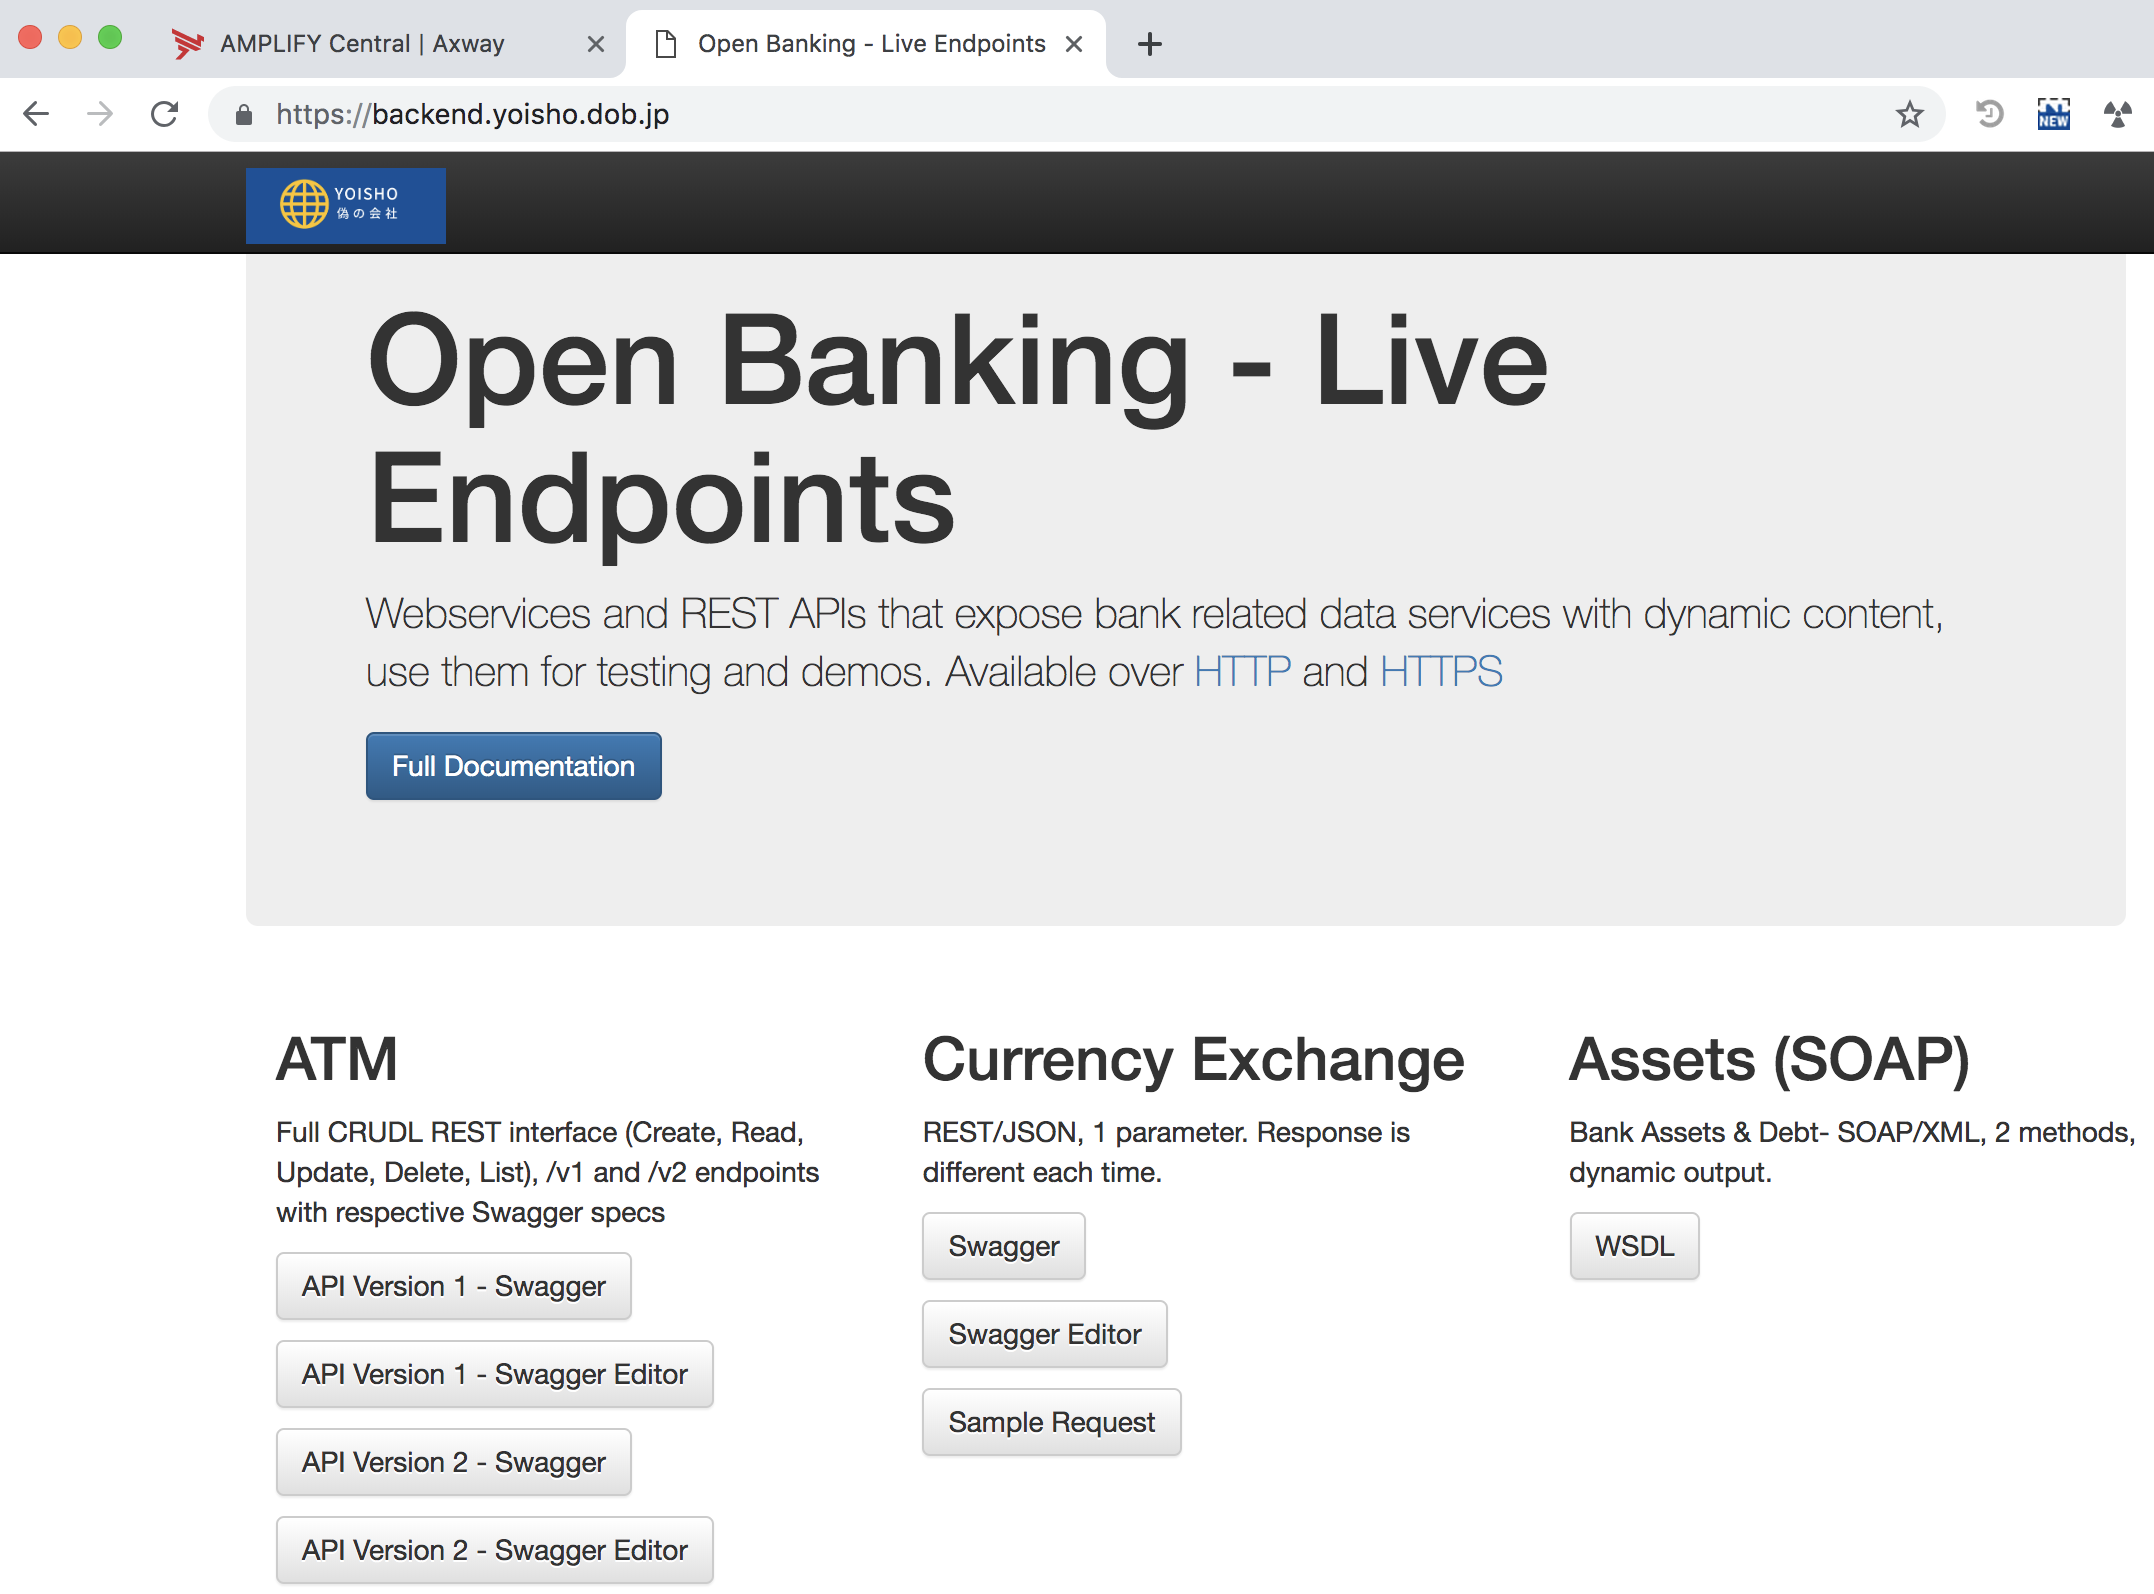 AMPLIFY Central | Axway
Open Banking - Live Endpoints
https://backend.yoisho.dob.jp
NEW
YOISHO
偽の会社
Open Banking - Live
Endpoints
Webservices and REST APIs that expose bank related data services with dynamic content,
use them for testing and demos. Available over HTTP and HTTPS
Full Documentation
ATM
Full CRUDL REST interface (Create, Read,
Update, Delete, List), /v1 and /v2 endpoints
with respective Swagger specs
API Version 1 - Swagger
API Version 1 - Swagger Editor
API Version 2 - Swagger
API Version 2 - Swagger Editor
Currency Exchange
REST/JSON, 1 parameter. Response is
different each time.
Swagger
Swagger Editor
Sample Request
Assets (SOAP)
Bank Assets & Debt- SOAP/XML, 2 methods,
dynamic output.
WSDL